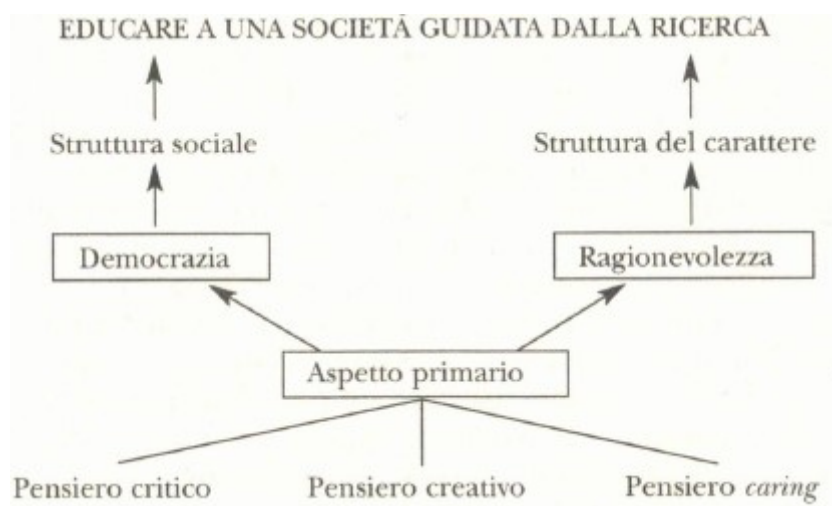 EDUCARE A UNA SOCIETÀ GUIDATA DALLA RICERCA
Struttura sociale
Struttura del carattere
Democrazia
Ragionevolezza
Aspetto primario
Pensiero critico
Pensiero creativo
Pensiero caring